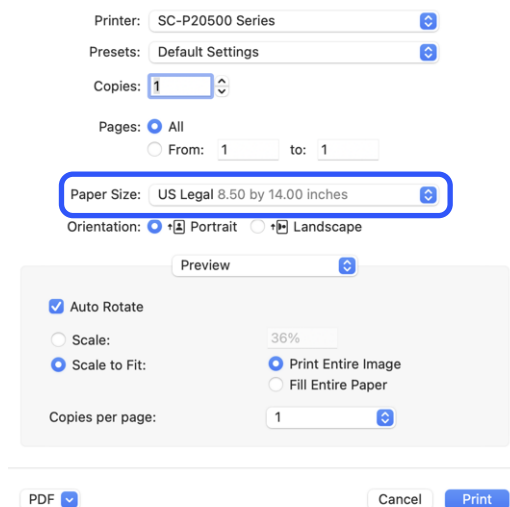 Printer: SC-P20500 Series
Presets: Default Settings
Copies: 1
Pages: All
From: 1 to: 1
Paper Size: US Legal 8.50 by 14.00 inches
Orientation: Portrait Landscape
Preview
Auto Rotate
Scale: 36%
Scale to Fit: Print Entire Image
Fill Entire Paper
Copies per page: 1
PDF Cancel Print